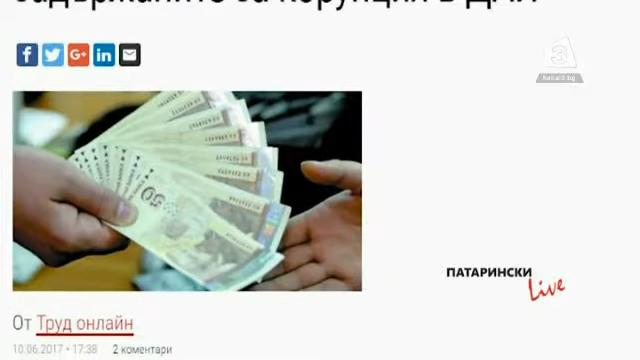 задържаните за корупция в ДАИ
3
kanal3.bg
50
ПАТАРИНСКИ
Live
От Труд онлайн
10.06.2017 • 17:38 2 коментари